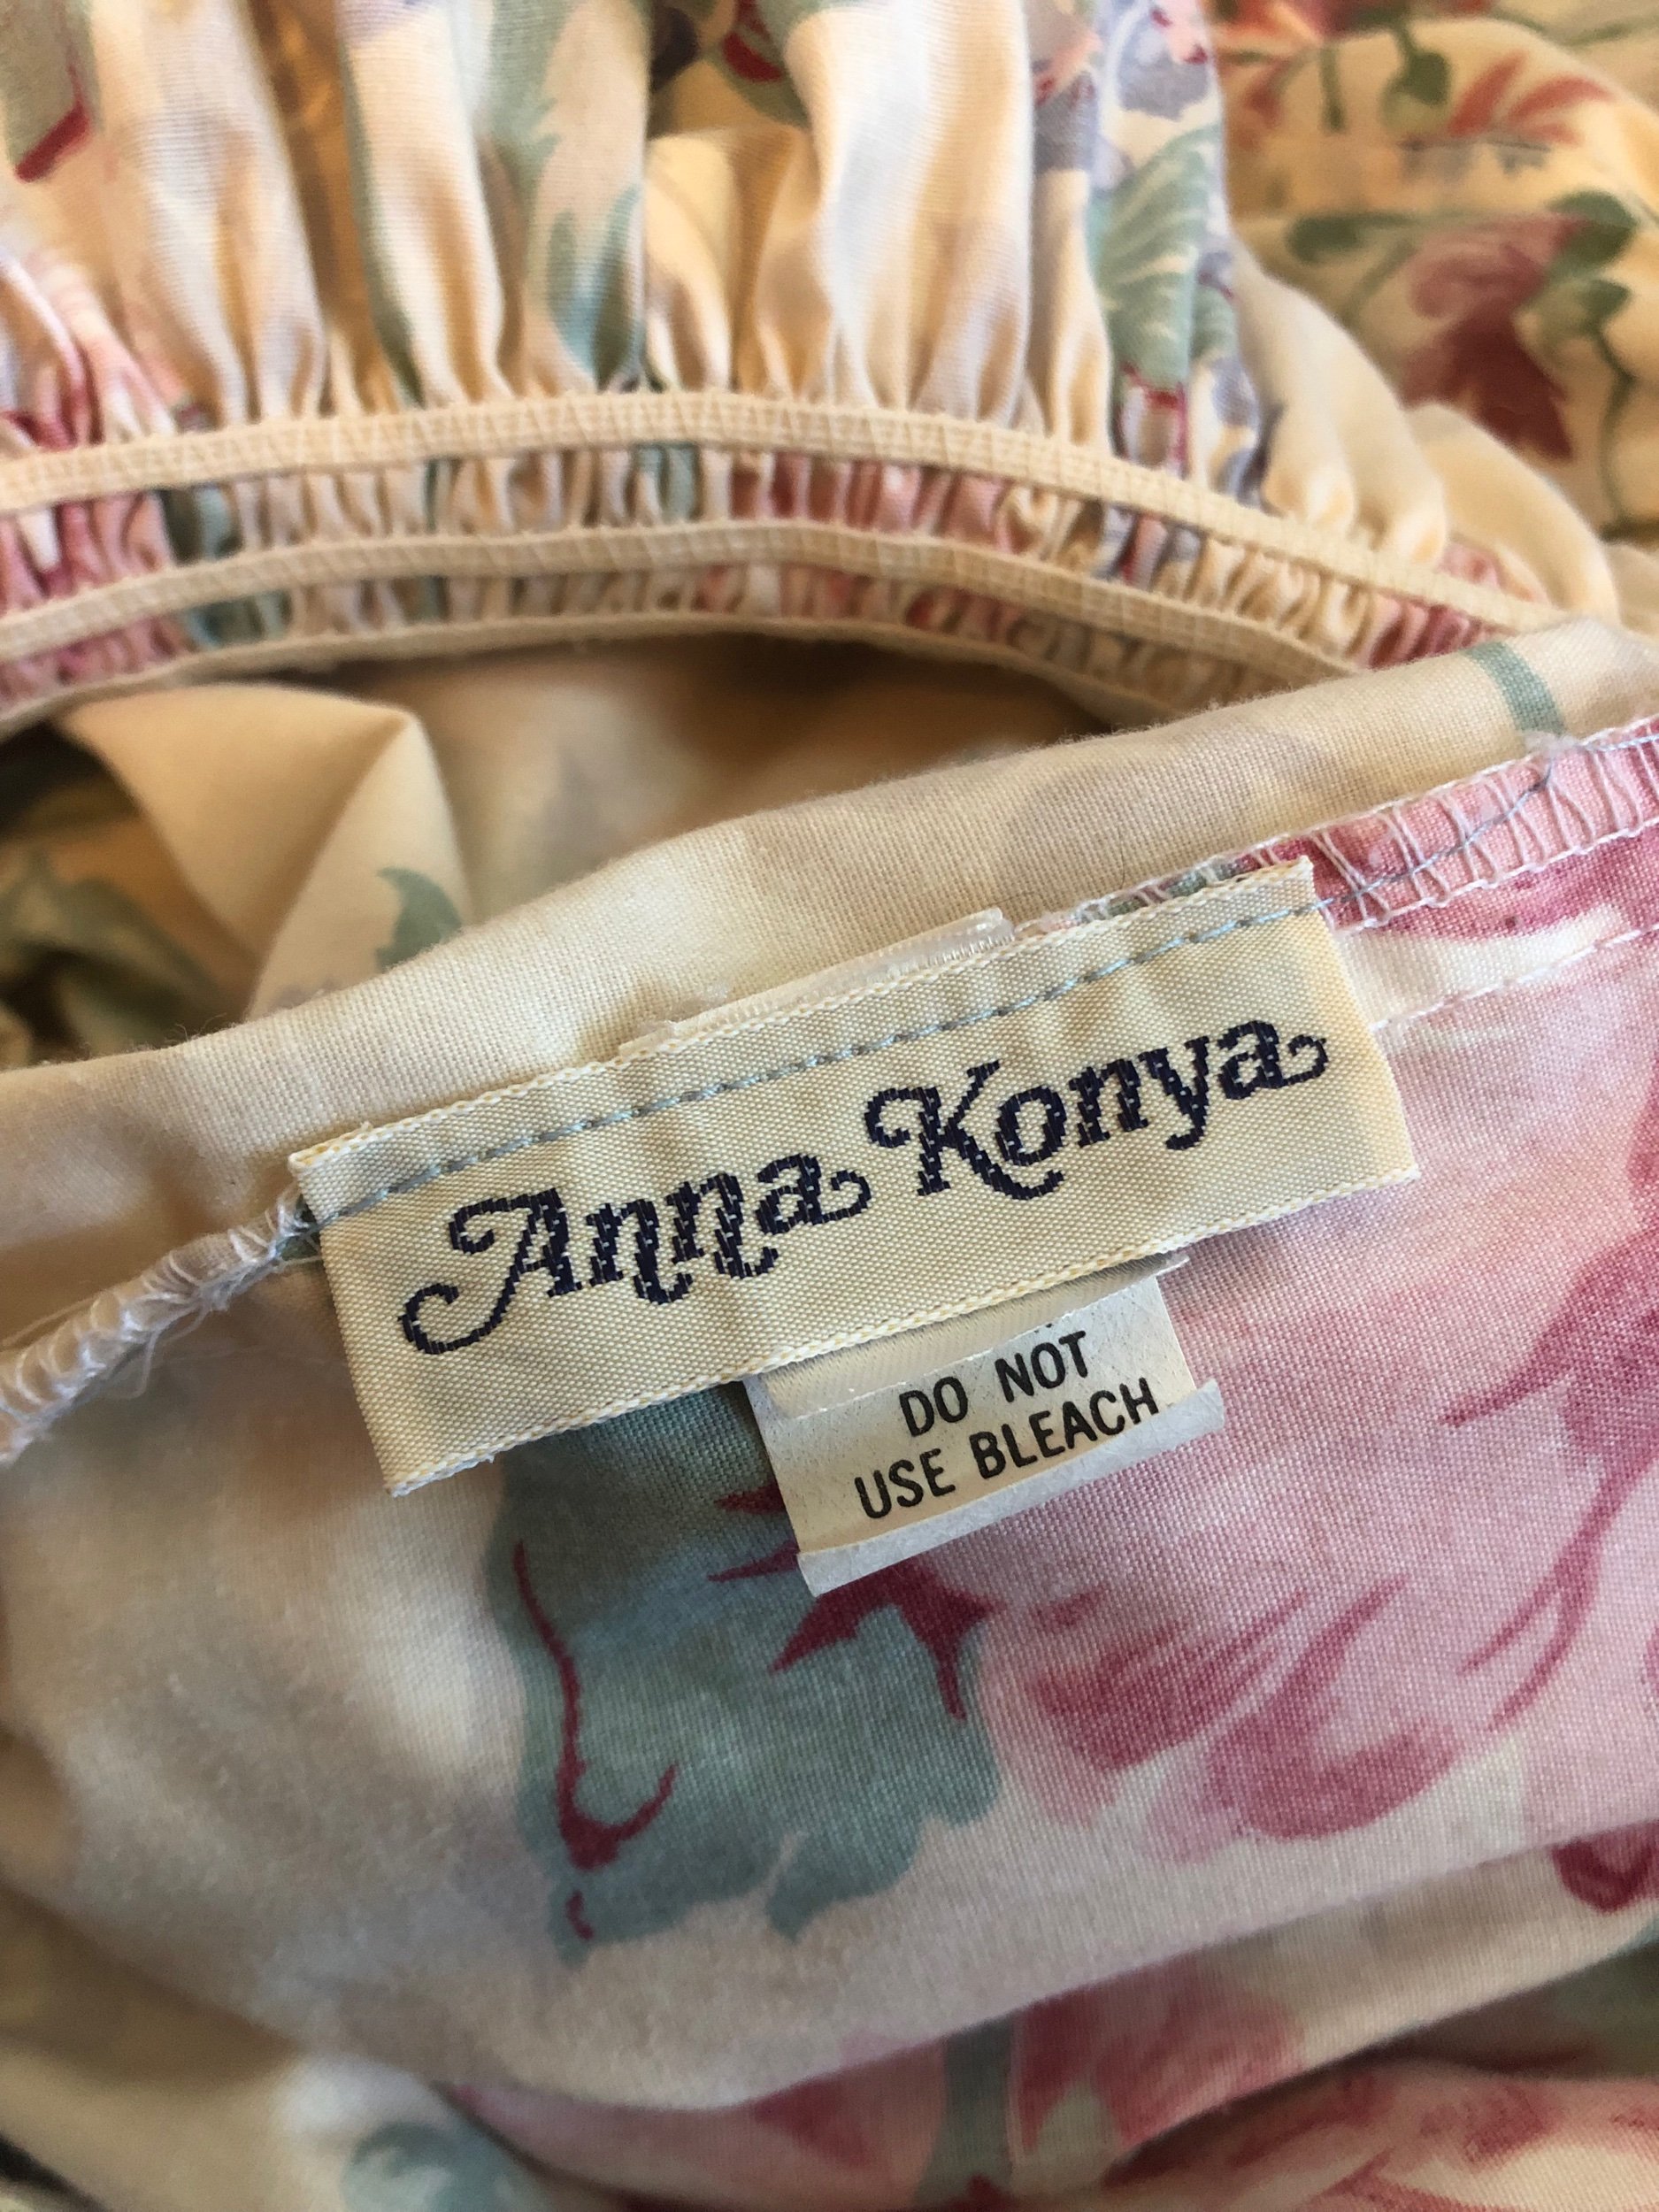 Anna Konya
DO NOT
USE BLEACH